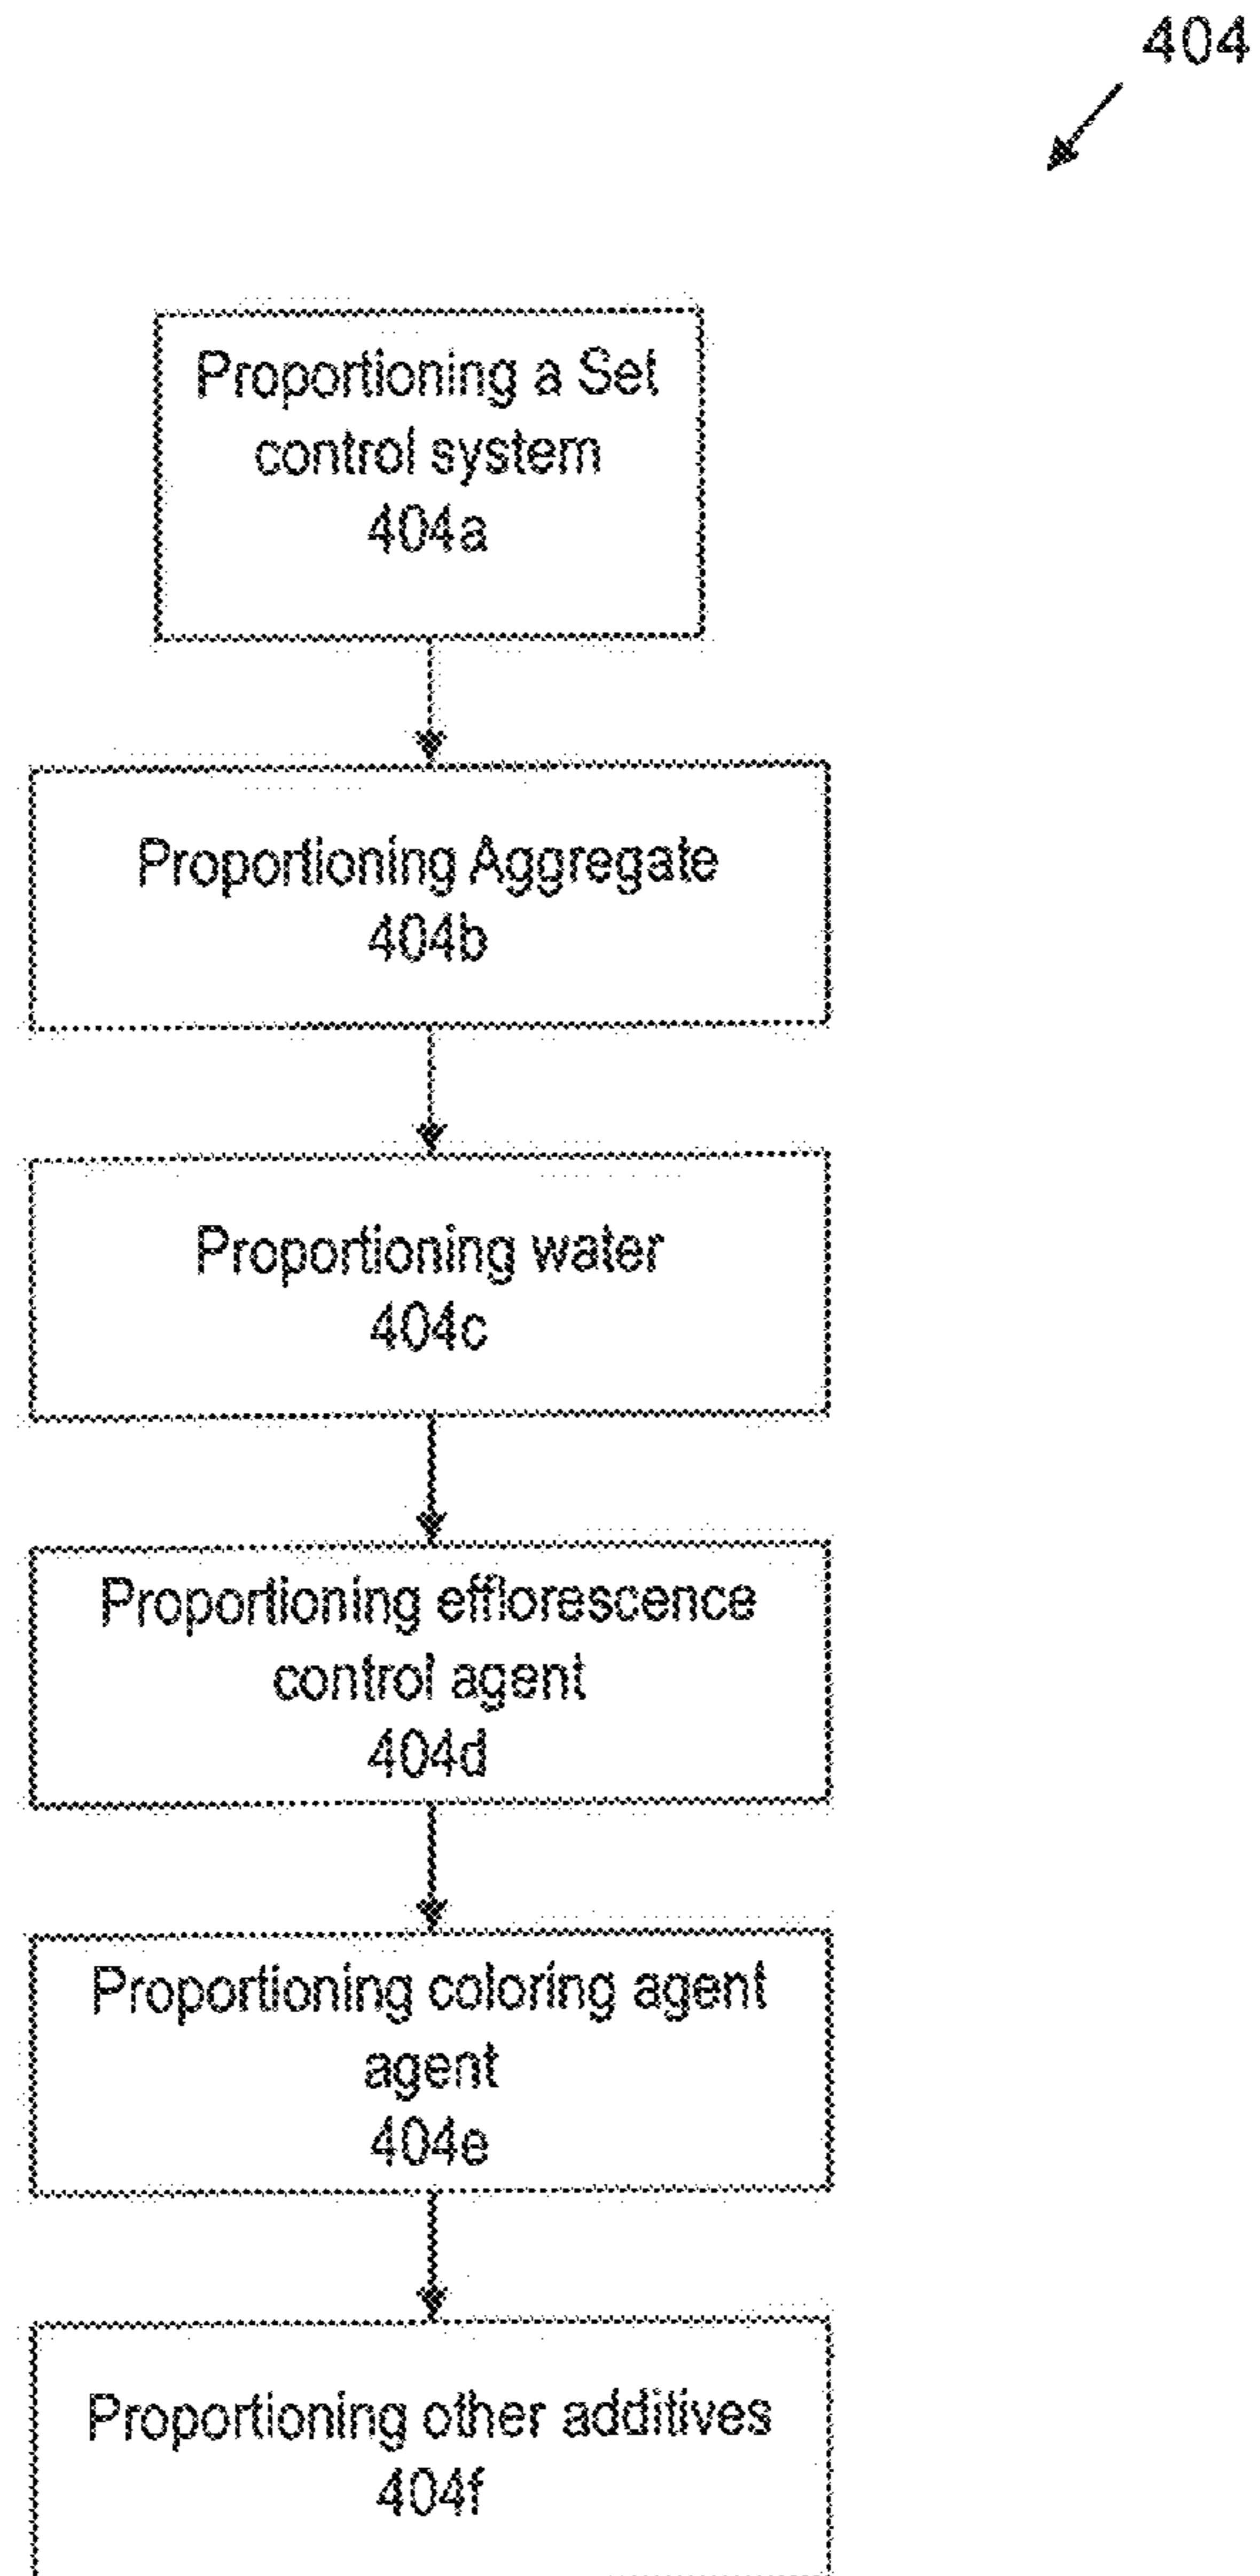 404
Proportioning a Set
control system
404a
Proportioning Aggregate
404b
Proportioning water
404c
Proportioning efflorescence
control agent
404d
Proportioning coloring agent
agent
404e
Proportioning other additives
404f